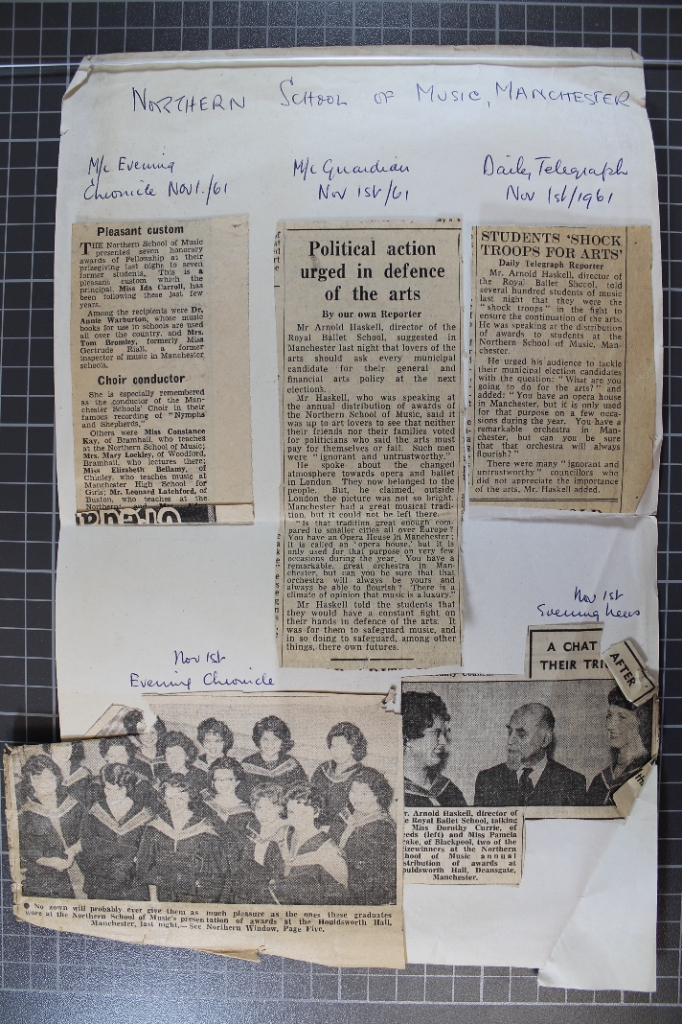 NORTHERN SCHOOL OF MUSIC, MANCHESTER
M/c Evening
Chronicle Nov 1./61
Pleasant custom
THE Northern School of Music
presented seven honorary
awards of Fellowship at their
prizegiving last night to seven
former students. This is a
pleasant custom which the
principal, Miss Ida Carroll, has
been following these last few
years.
Among the recipients were Dr.
Annie Warburton, whose music
books for use in schools are used
all over the country, and Mrs.
Tom Bromley, formerly Miss
Gertrude Riall, a former
inspector of music in Manchester
schools.
Choir conductor
She is especially remembered
as the conductor of the Man-
chester Schools' Choir in their
famous recording of "Nymphs
and Shepherds."
Others were Miss Constance
Kay, of Bramhall, who teaches
at the Northern School of Music;
Mrs. Mary Lockley, of Woodford,
Bramhall, who lectures there;
Miss Elizabeth Bellamy, of
Chinley, who teaches music at
Manchester High School for
Girls; Mr. Leonard Latchford, of
Buxton, who teaches at the
Northern
M/c Guardian
Nov 1st/61
Political action
urged in defence
of the arts
By our own Reporter
Mr Arnold Haskell, director of the
Royal Ballet School, suggested in
Manchester last night that lovers of the
arts should ask every municipal
candidate for their general and
financial arts policy at the next
elections.
Mr. Haskell, who was speaking at
the annual distribution of awards of
the Northern School of Music, said it
was up to art lovers to see that neither
their friends nor their families voted
for politicians who said the arts must
pay for themselves or fail. Such men
were "ignorant and untrustworthy."
He spoke about the changed
atmosphere towards opera and ballet
in London. They now belonged to the
people. But, he claimed, outside
London the picture was not so bright.
Manchester had a great musical tradi-
tion, but it could not be left there.
"Is that tradition great enough com-
pared to smaller cities all over Europe?
You have an Opera House in Manchester;
it is called an 'opera house,' but it is
only used for that purpose on very few
occasions during the year. You have a
remarkable, great orchestra in Man-
chester, but can you be sure that that
orchestra will always be yours and
always be able to flourish? There is a
climate of opinion that music is a luxury."
Mr Haskell told the students that
they would have a constant fight on
their hands in defence of the arts. It
was for them to safeguard music, and
in so doing to safeguard, among other
things, there own futures.
Daily Telegraph
Nov 1st/1961
STUDENTS 'SHOCK
TROOPS FOR ARTS'
Daily Telegraph Reporter
Mr. Arnold Haskell, director of
the Royal Ballet School, told
several hundred students of music
last night that they were the
"shock troops" in the fight to
ensure the continuation of the arts.
He was speaking at the distribution
of awards to students at the
Northern School of Music, Man-
chester.
He urged his audience to tackle
their municipal election candidates
with the question: "What are you
going to do for the arts?" and
added: "You have an opera house
in Manchester, but it is only used
for that purpose on a few occa-
sions during the year. You have a
remarkable orchestra in Man-
chester, but can you be sure that
that orchestra will always
flourish?"
There were many "ignorant and
untrustworthy" councillors who
did not appreciate the importance
of the arts, Mr. Haskell added.
Nov 1st
Evening News
A CHAT
THEIR TRI
AFTER
r. Arnold Haskell, director of
e Royal Ballet School, talking
Miss Dorothy Currie, of
eds (left) and Miss Pamela
ake, of Blackpool, two of the
izewinners at the Northern
hool of Music annual
stribution of awards at
ouldsworth Hall, Deansgate,
Manchester.
Nov 1st
Evening Chronicle
No gown will probably ever give them as much pleasure as the ones these graduates
wore at the Northern School of Music's presentation of awards at the Houldsworth Hall,
Manchester, last night.—See Northern Window, Page Five.